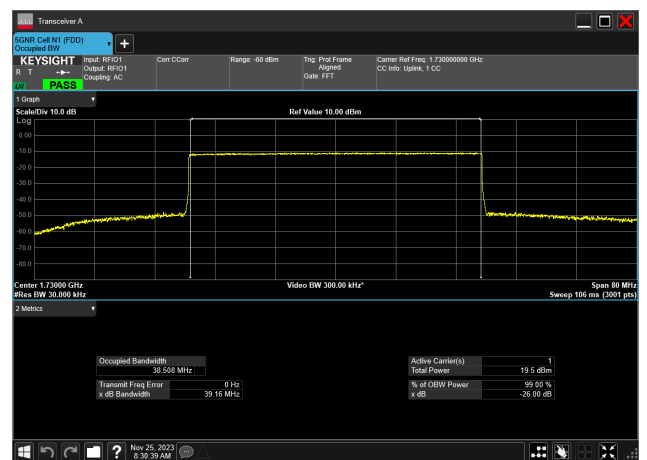 Transceiver A
5GNR Cell N1 (FDD)
Occupied BW
KEYSIGHT
R T
LV PASS
Input: RFIO1
Output: RFIO1
Coupling: AC
Corr CCorr
Range: -60 dBm
Trig: Prot Frame
Aligned
Gate: FFT
Carrier Ref Freq: 1.730000000 GHz
CC Info: Uplink, 1 CC
1 Graph
Scale/Div 10.0 dB
Ref Value 10.00 dBm
Log
0.00
-10.0
-20.0
-30.0
-40.0
-50.0
-60.0
-70.0
-80.0
Center 1.73000 GHz
Video BW 300.00 kHz^
Span 80 MHz
#Res BW 30.000 kHz
Sweep 106 ms (3001 pts)
2 Metrics
Occupied Bandwidth
38.508 MHz
Transmit Freq Error 0 Hz
x dB Bandwidth 39.16 MHz
Active Carrier(s) 1
Total Power 19.5 dBm
% of OBW Power 99.00 %
x dB -26.00 dB
Nov 25, 2023
8:30:39 AM